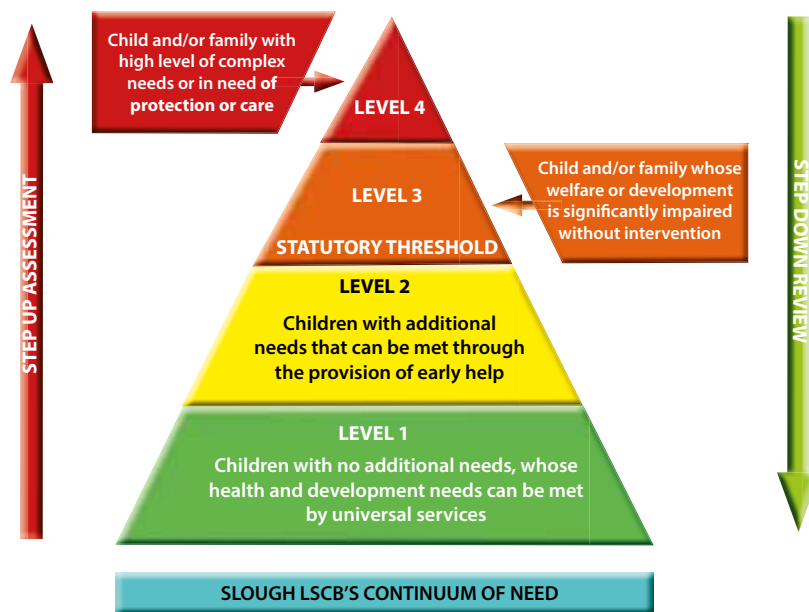 Child and/or family with
high level of complex
needs or in need of
protection or care
LEVEL 4
LEVEL 3
STATUTORY THRESHOLD
Child and/or family whose
welfare or development
is significantly impaired
without intervention
LEVEL 2
Children with additional
needs that can be met through
the provision of early help
LEVEL 1
Children with no additional needs, whose
health and development needs can be met
by universal services
STEP UP ASSESSMENT
STEP DOWN REVIEW
SLOUGH LSCB'S CONTINUUM OF NEED